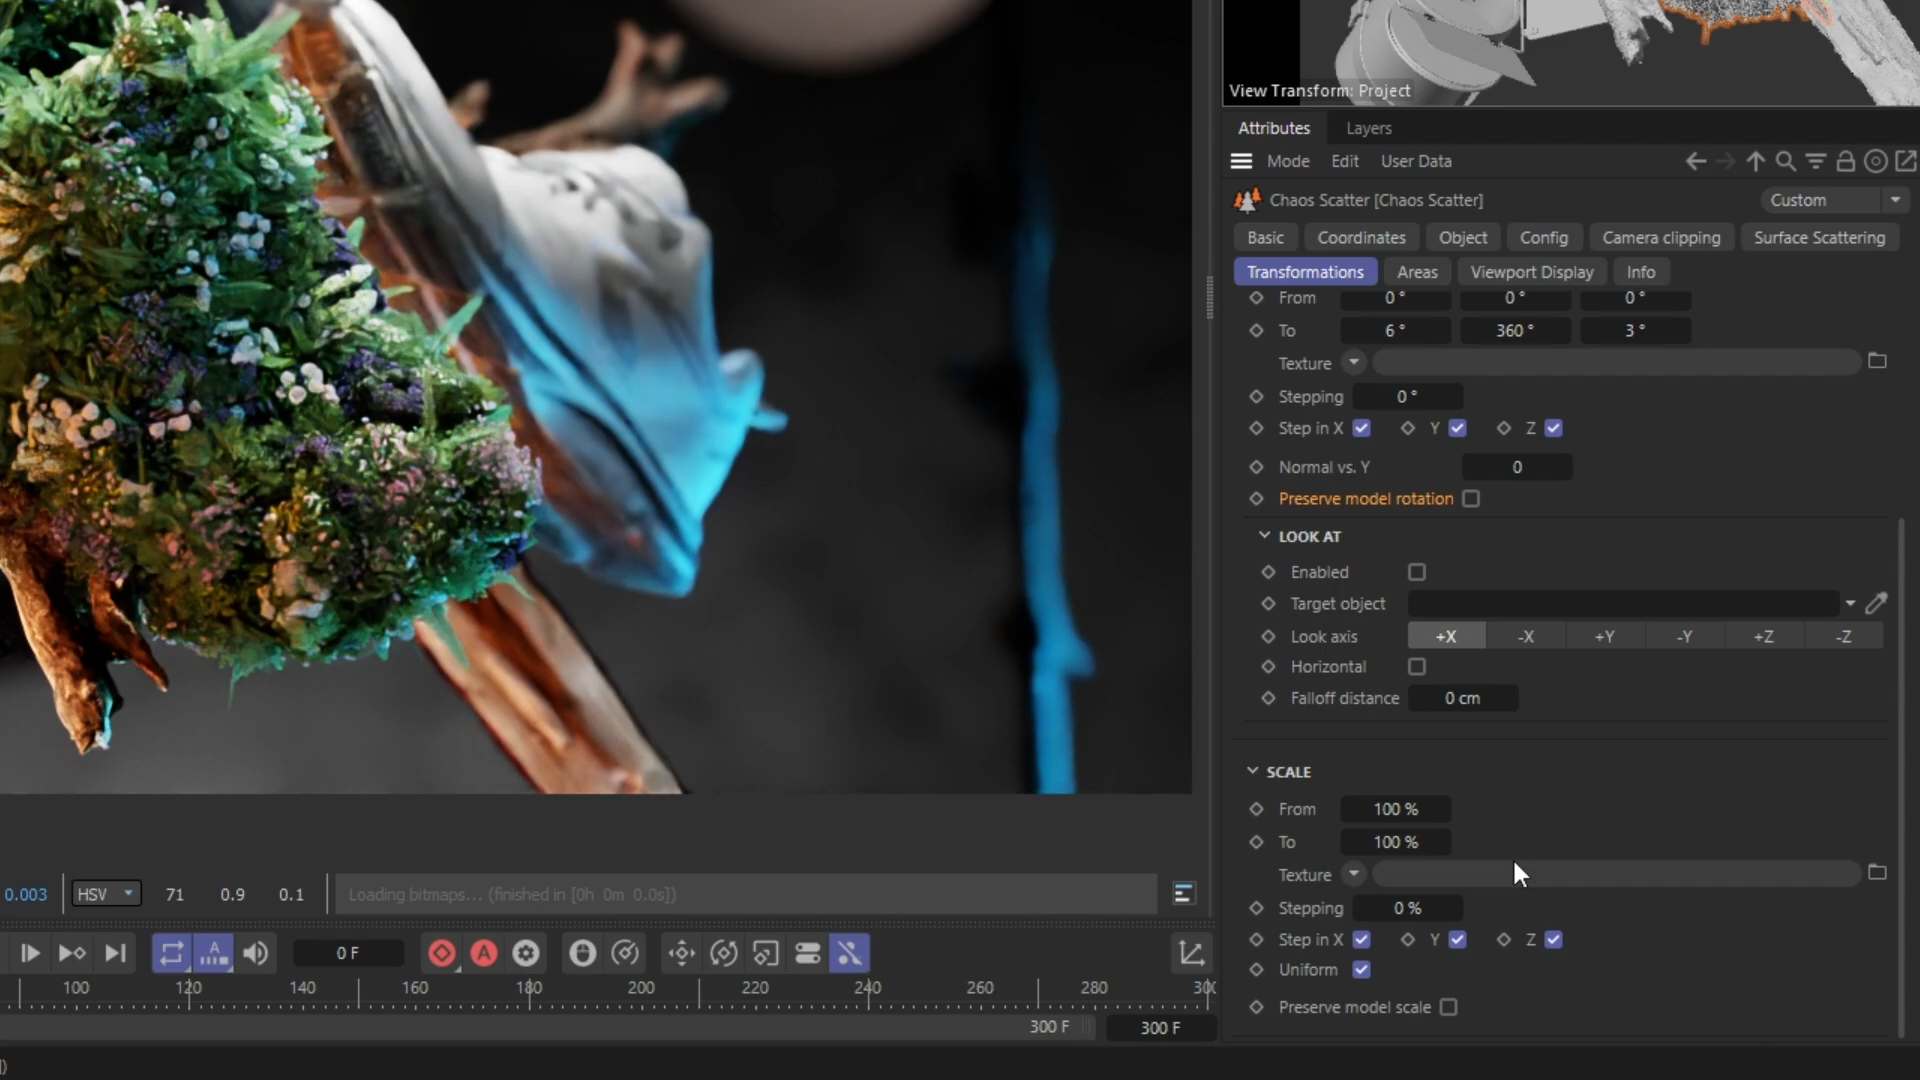 View Transform: Project
Attributes Layers
Mode Edit User Data
Chaos Scatter [Chaos Scatter] Custom
Basic Coordinates Object Config Camera clipping Surface Scattering
Transformations Areas Viewport Display Info
From 0 ° 0 ° 0 °
To 6 ° 360 ° 3 °
Texture
Stepping 0 °
Step in X Y Z
Normal vs. Y 0
Preserve model rotation
LOOK AT
Enabled
Target object
Look axis +X -X +Y -Y +Z -Z
Horizontal
Falloff distance 0 cm
SCALE
From 100 %
To 100 %
Texture
Stepping 0 %
Step in X Y Z
Uniform
Preserve model scale
0.003 HSV 71 0.9 0.1 Loading bitmaps... (finished in [0h 0m 0.0s])
A 0 F A
100 120 140 160 180 200 220 240 260 280
300 F 300 F